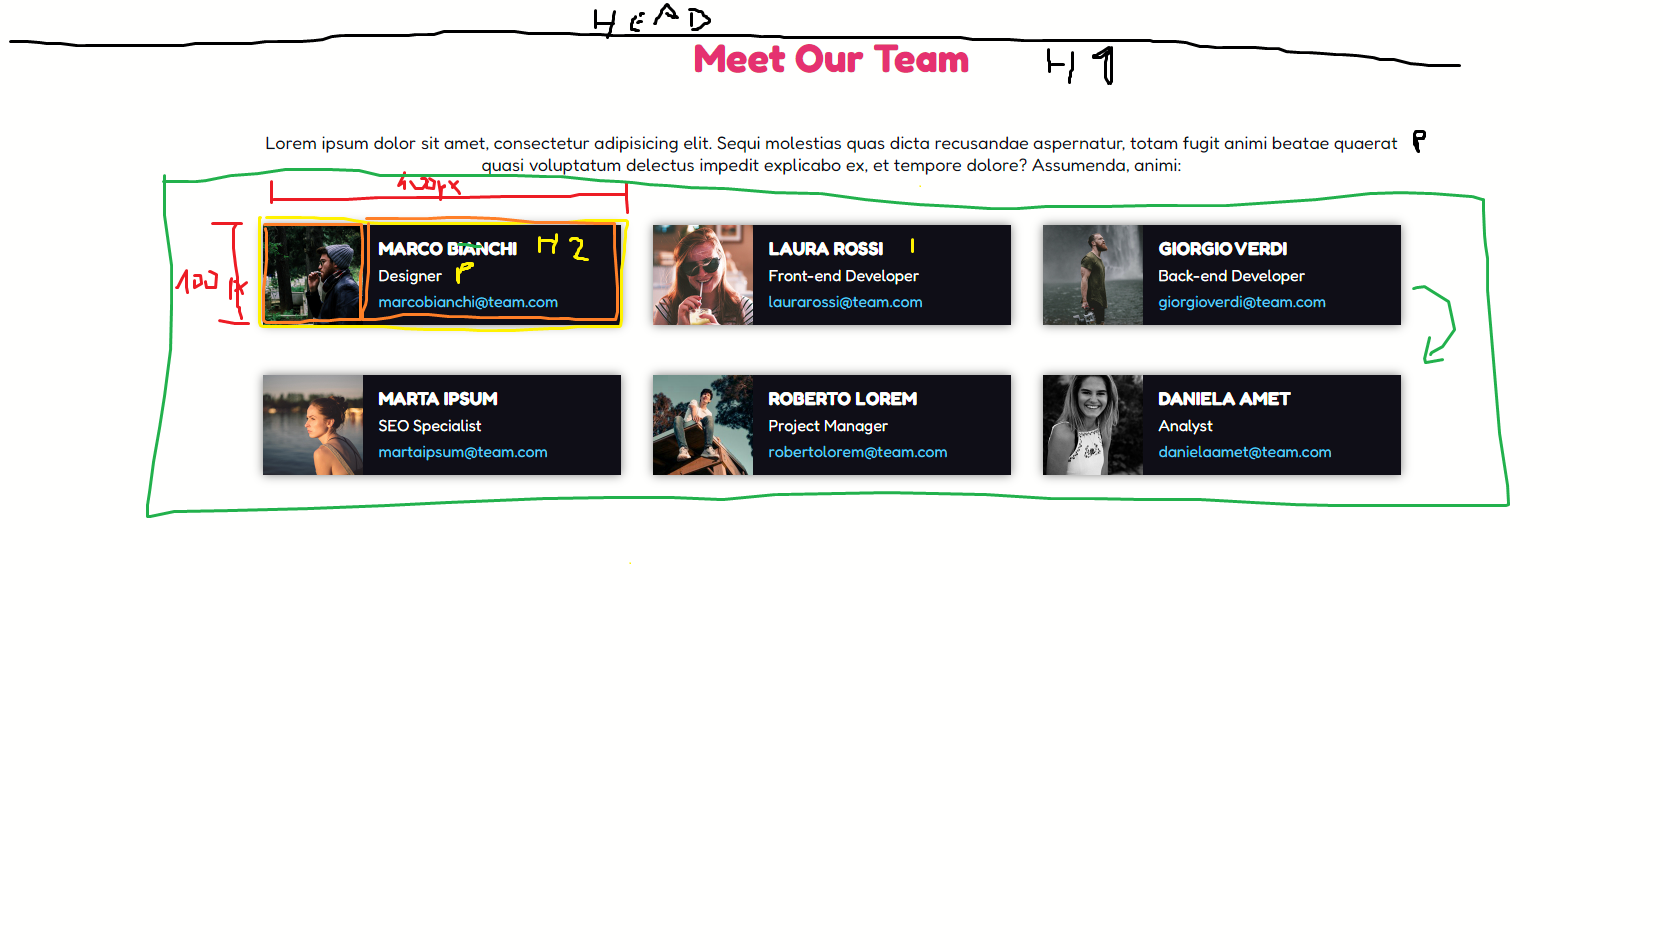 HEAD
Meet Our Team H1
Lorem ipsum dolor sit amet, consectetur adipisicing elit. Sequi molestias quas dicta recusandae aspernatur, totam fugit animi beatae quaerat P
quasi voluptatum delectus impedit explicabo ex, et tempore dolore? Assumenda, animi:
MARCO BIANCHI H2
Designer P
marcobianchi@team.com
100 px
LAURA ROSSI
Front-end Developer
laurarossi@team.com
GIORGIO VERDI
Back-end Developer
giorgioverdi@team.com
MARTA IPSUM
SEO Specialist
martaipsum@team.com
ROBERTO LOREM
Project Manager
robertolorem@team.com
DANIELA AMET
Analyst
danielaamet@team.com